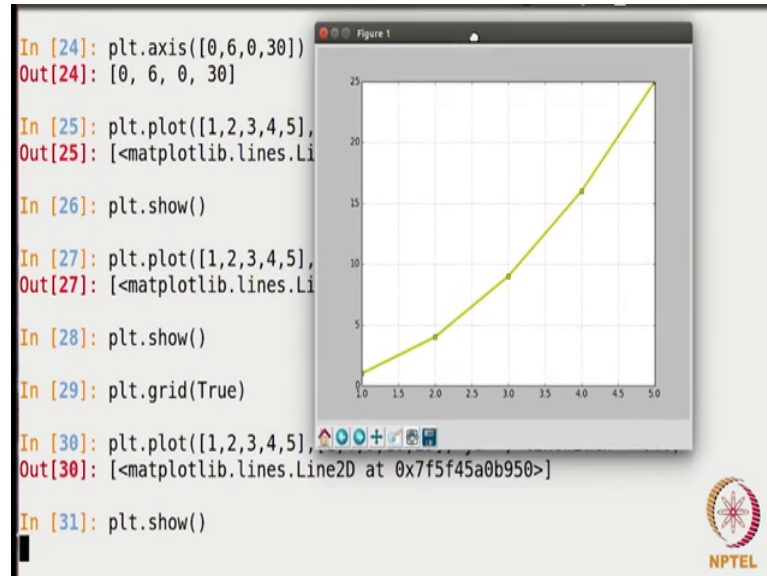 In [24]: plt.axis([0,6,0,30])
Out[24]: [0, 6, 0, 30]
In [25]: plt.plot([1,2,3,4,5],
Out[25]: [<matplotlib.lines.Li
In [26]: plt.show()
In [27]: plt.plot([1,2,3,4,5],
Out[27]: [<matplotlib.lines.Li
In [28]: plt.show()
In [29]: plt.grid(True)
In [30]: plt.plot([1,2,3,4,5],
Out[30]: [<matplotlib.lines.Line2D at 0x7f5f45a0b950>]
In [31]: plt.show()
Figure 1
25
20
15
10
5
0
1.0 1.5 2.0 2.5 3.0 3.5 4.0 4.5 5.0
NPTEL